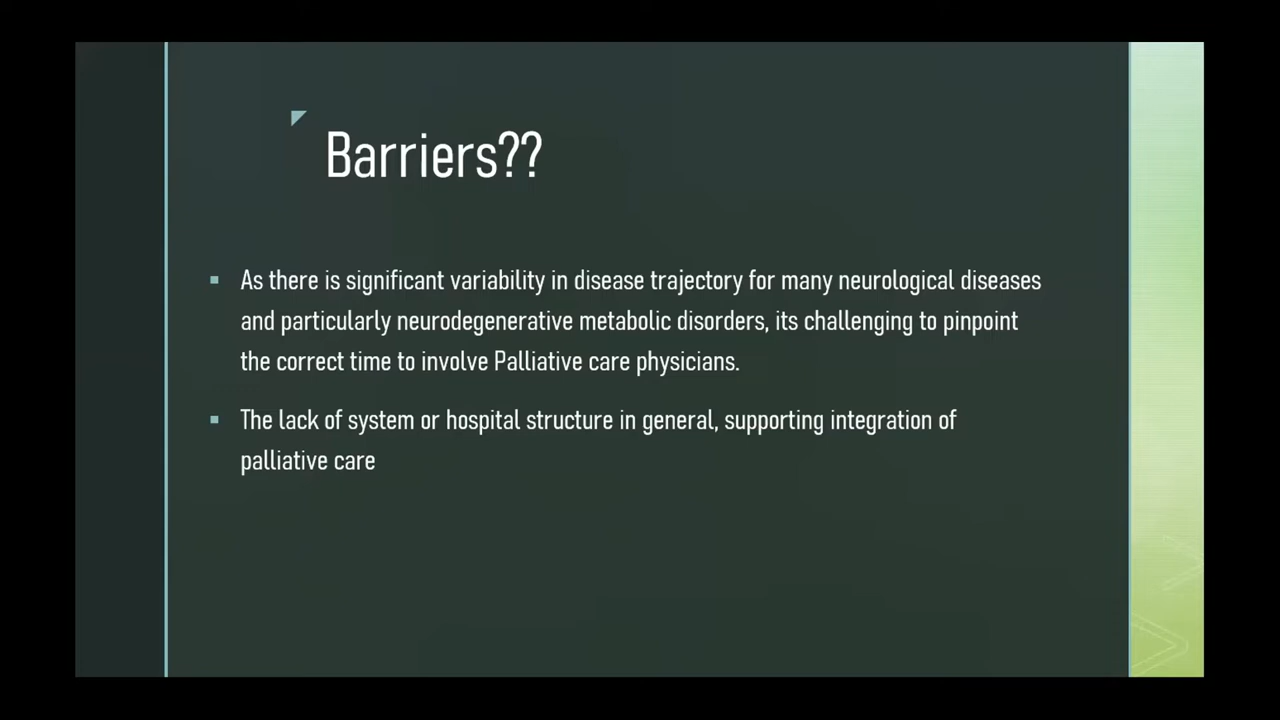 Barriers??
As there is significant variability in disease trajectory for many neurological diseases
and particularly neurodegenerative metabolic disorders, its challenging to pinpoint
the correct time to involve Palliative care physicians.
The lack of system or hospital structure in general, supporting integration of
palliative care